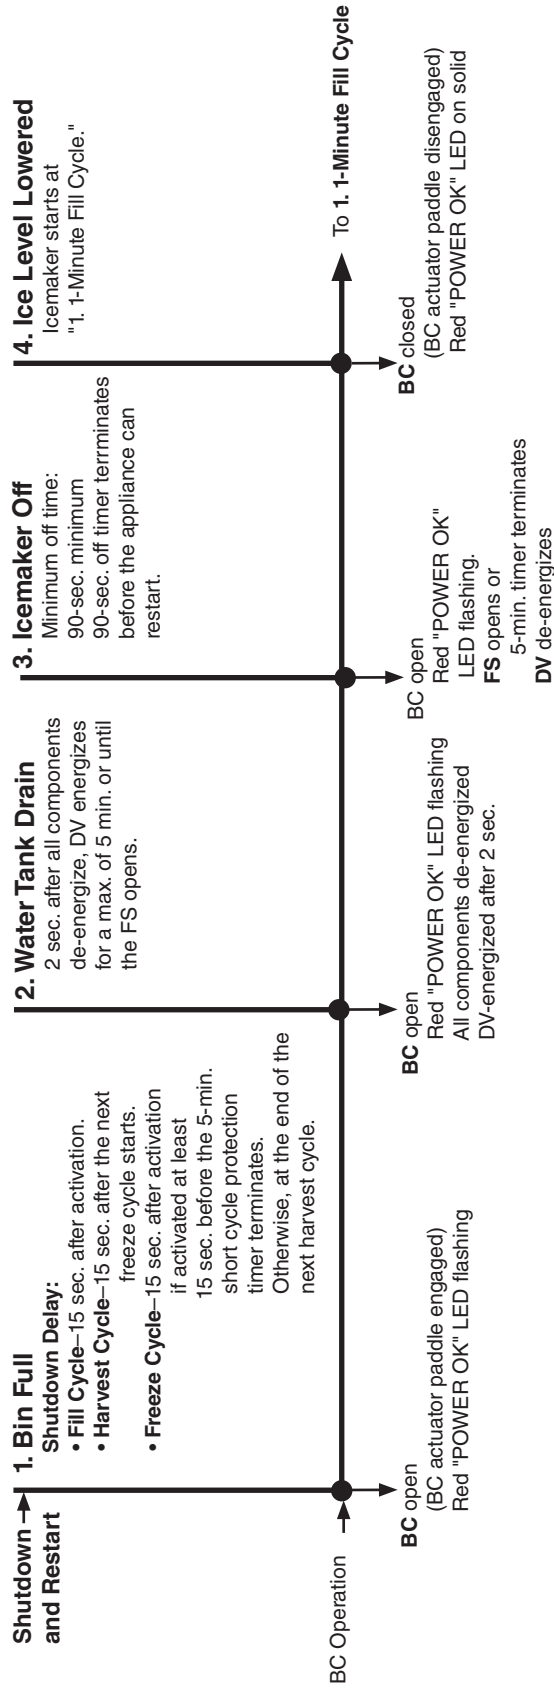 Shutdown
and Restart
1. Bin Full
Shutdown Delay:
• Fill Cycle–15 sec. after activation.
• Harvest Cycle–15 sec. after the next
freeze cycle starts.
• Freeze Cycle–15 sec. after activation
if activated at least
15 sec. before the 5-min.
short cycle protection
timer terminates.
Otherwise, at the end of the
next harvest cycle.
2. Water Tank Drain
2 sec. after all components
de-energize, DV energizes
for a max. of 5 min. or until
the FS opens.
3. Icemaker Off
Minimum off time:
90-sec. minimum
90-sec. off timer terrminates
before the appliance can
restart.
4. Ice Level Lowered
Icemaker starts at
"1. 1-Minute Fill Cycle."
BC Operation
To 1. 1-Minute Fill Cycle
BC open
(BC actuator paddle engaged)
Red "POWER OK" LED flashing
BC open
Red "POWER OK" LED flashing
All components de-energized
DV-energized after 2 sec.
BC open
Red "POWER OK"
LED flashing.
FS opens or
5-min. timer terminates
DV de-energizes
BC closed
(BC actuator paddle disengaged)
Red "POWER OK" LED on solid